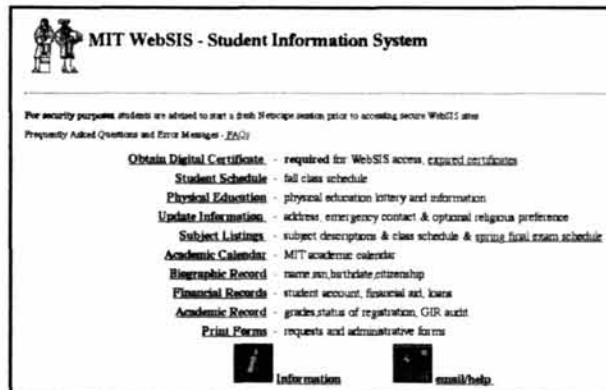 MIT WebSIS - Student Information System
For security purposes students are advised to start a fresh Netscape session prior to accessing secure WebSIS sites
Frequently Asked Questions and Error Messages - FAQs
Obtain Digital Certificate - required for WebSIS access, expired certificates
Student Schedule - fall class schedule
Physical Education - physical education lottery and information
Update Information - address, emergency contact & optional religious preference
Subject Listings - subject descriptions & class schedule & spring final exam schedule
Academic Calendar - MIT academic calendar
Biographic Record - name,ssn,birthdate,citizenship
Financial Records - student account, financial aid, loans
Academic Record - grades,status of registration, GIR audit
Print Forms - requests and administrative forms
Information email/help